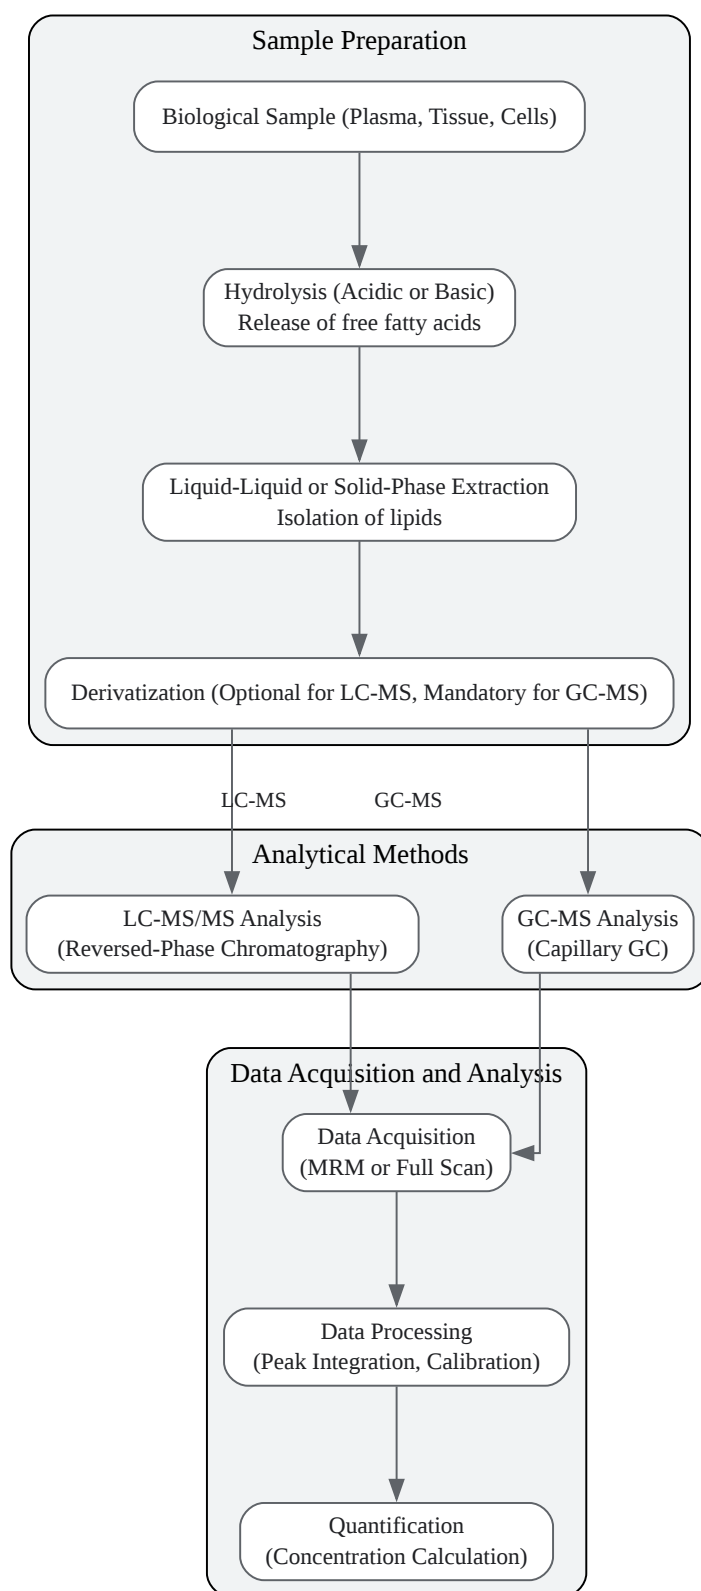 Sample Preparation
Biological Sample (Plasma, Tissue, Cells)
Hydrolysis (Acidic or Basic)
Release of free fatty acids
Liquid-Liquid or Solid-Phase Extraction
Isolation of lipids
Derivatization (Optional for LC-MS, Mandatory for GC-MS)
LC-MS
GC-MS
Analytical Methods
LC-MS/MS Analysis
(Reversed-Phase Chromatography)
GC-MS Analysis
(Capillary GC)
Data Acquisition and Analysis
Data Acquisition
(MRM or Full Scan)
Data Processing
(Peak Integration, Calibration)
Quantification
(Concentration Calculation)